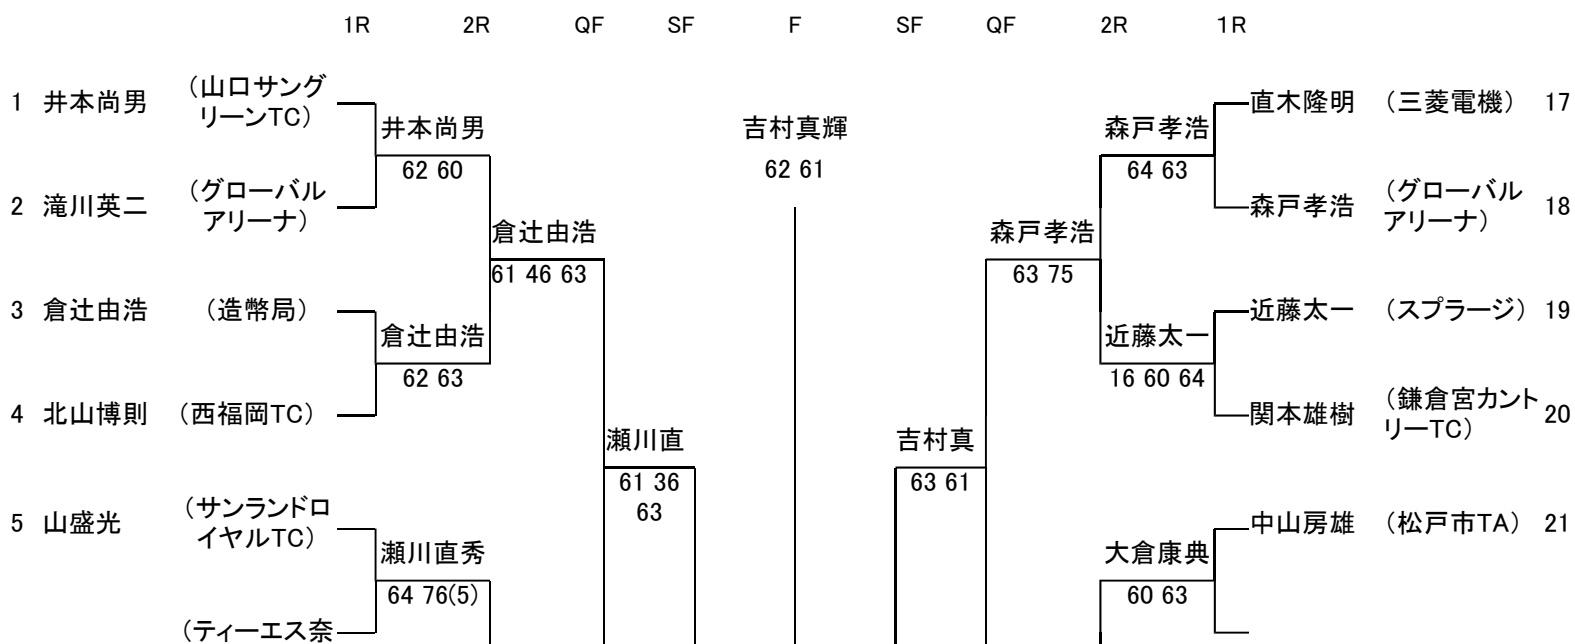 1R 2R QF SF F SF QF 2R 1R
1 井本尚男 （山口サング
リーンTC）
井本尚男
62 60
2 滝川英二 （グローバル
アリーナ）
倉辻由浩
61 46 63
3 倉辻由浩 （造幣局）
倉辻由浩
62 63
4 北山博則 （西福岡TC）
瀬川直
61 36
63
5 山盛光 （サンランドロ
イヤルTC）
瀬川直秀
64 76(5)
（ティーエス奈
吉村真輝
62 61
直木隆明 （三菱電機） 17
森戸孝浩
64 63
森戸孝浩 （グローバル
アリーナ） 18
森戸孝浩
63 75
近藤太一 （スプラージ） 19
近藤太一
16 60 64
関本雄樹 （鎌倉宮カント
リーTC） 20
吉村真
63 61
中山房雄 （松戸市TA） 21
大倉康典
60 63